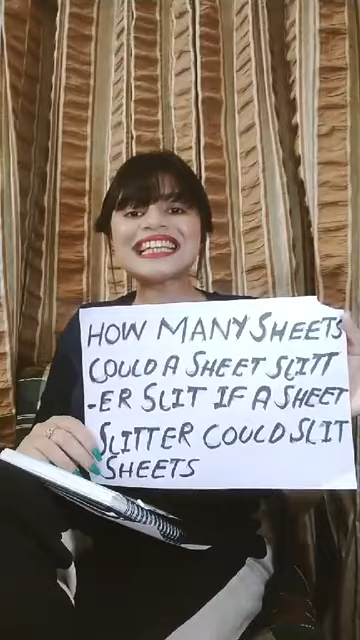 HOW MANY SHEETS
COULD A SHEET SLITT
-ER SLIT IF A SHEET
SLITTER COULD SLIT
SHEETS